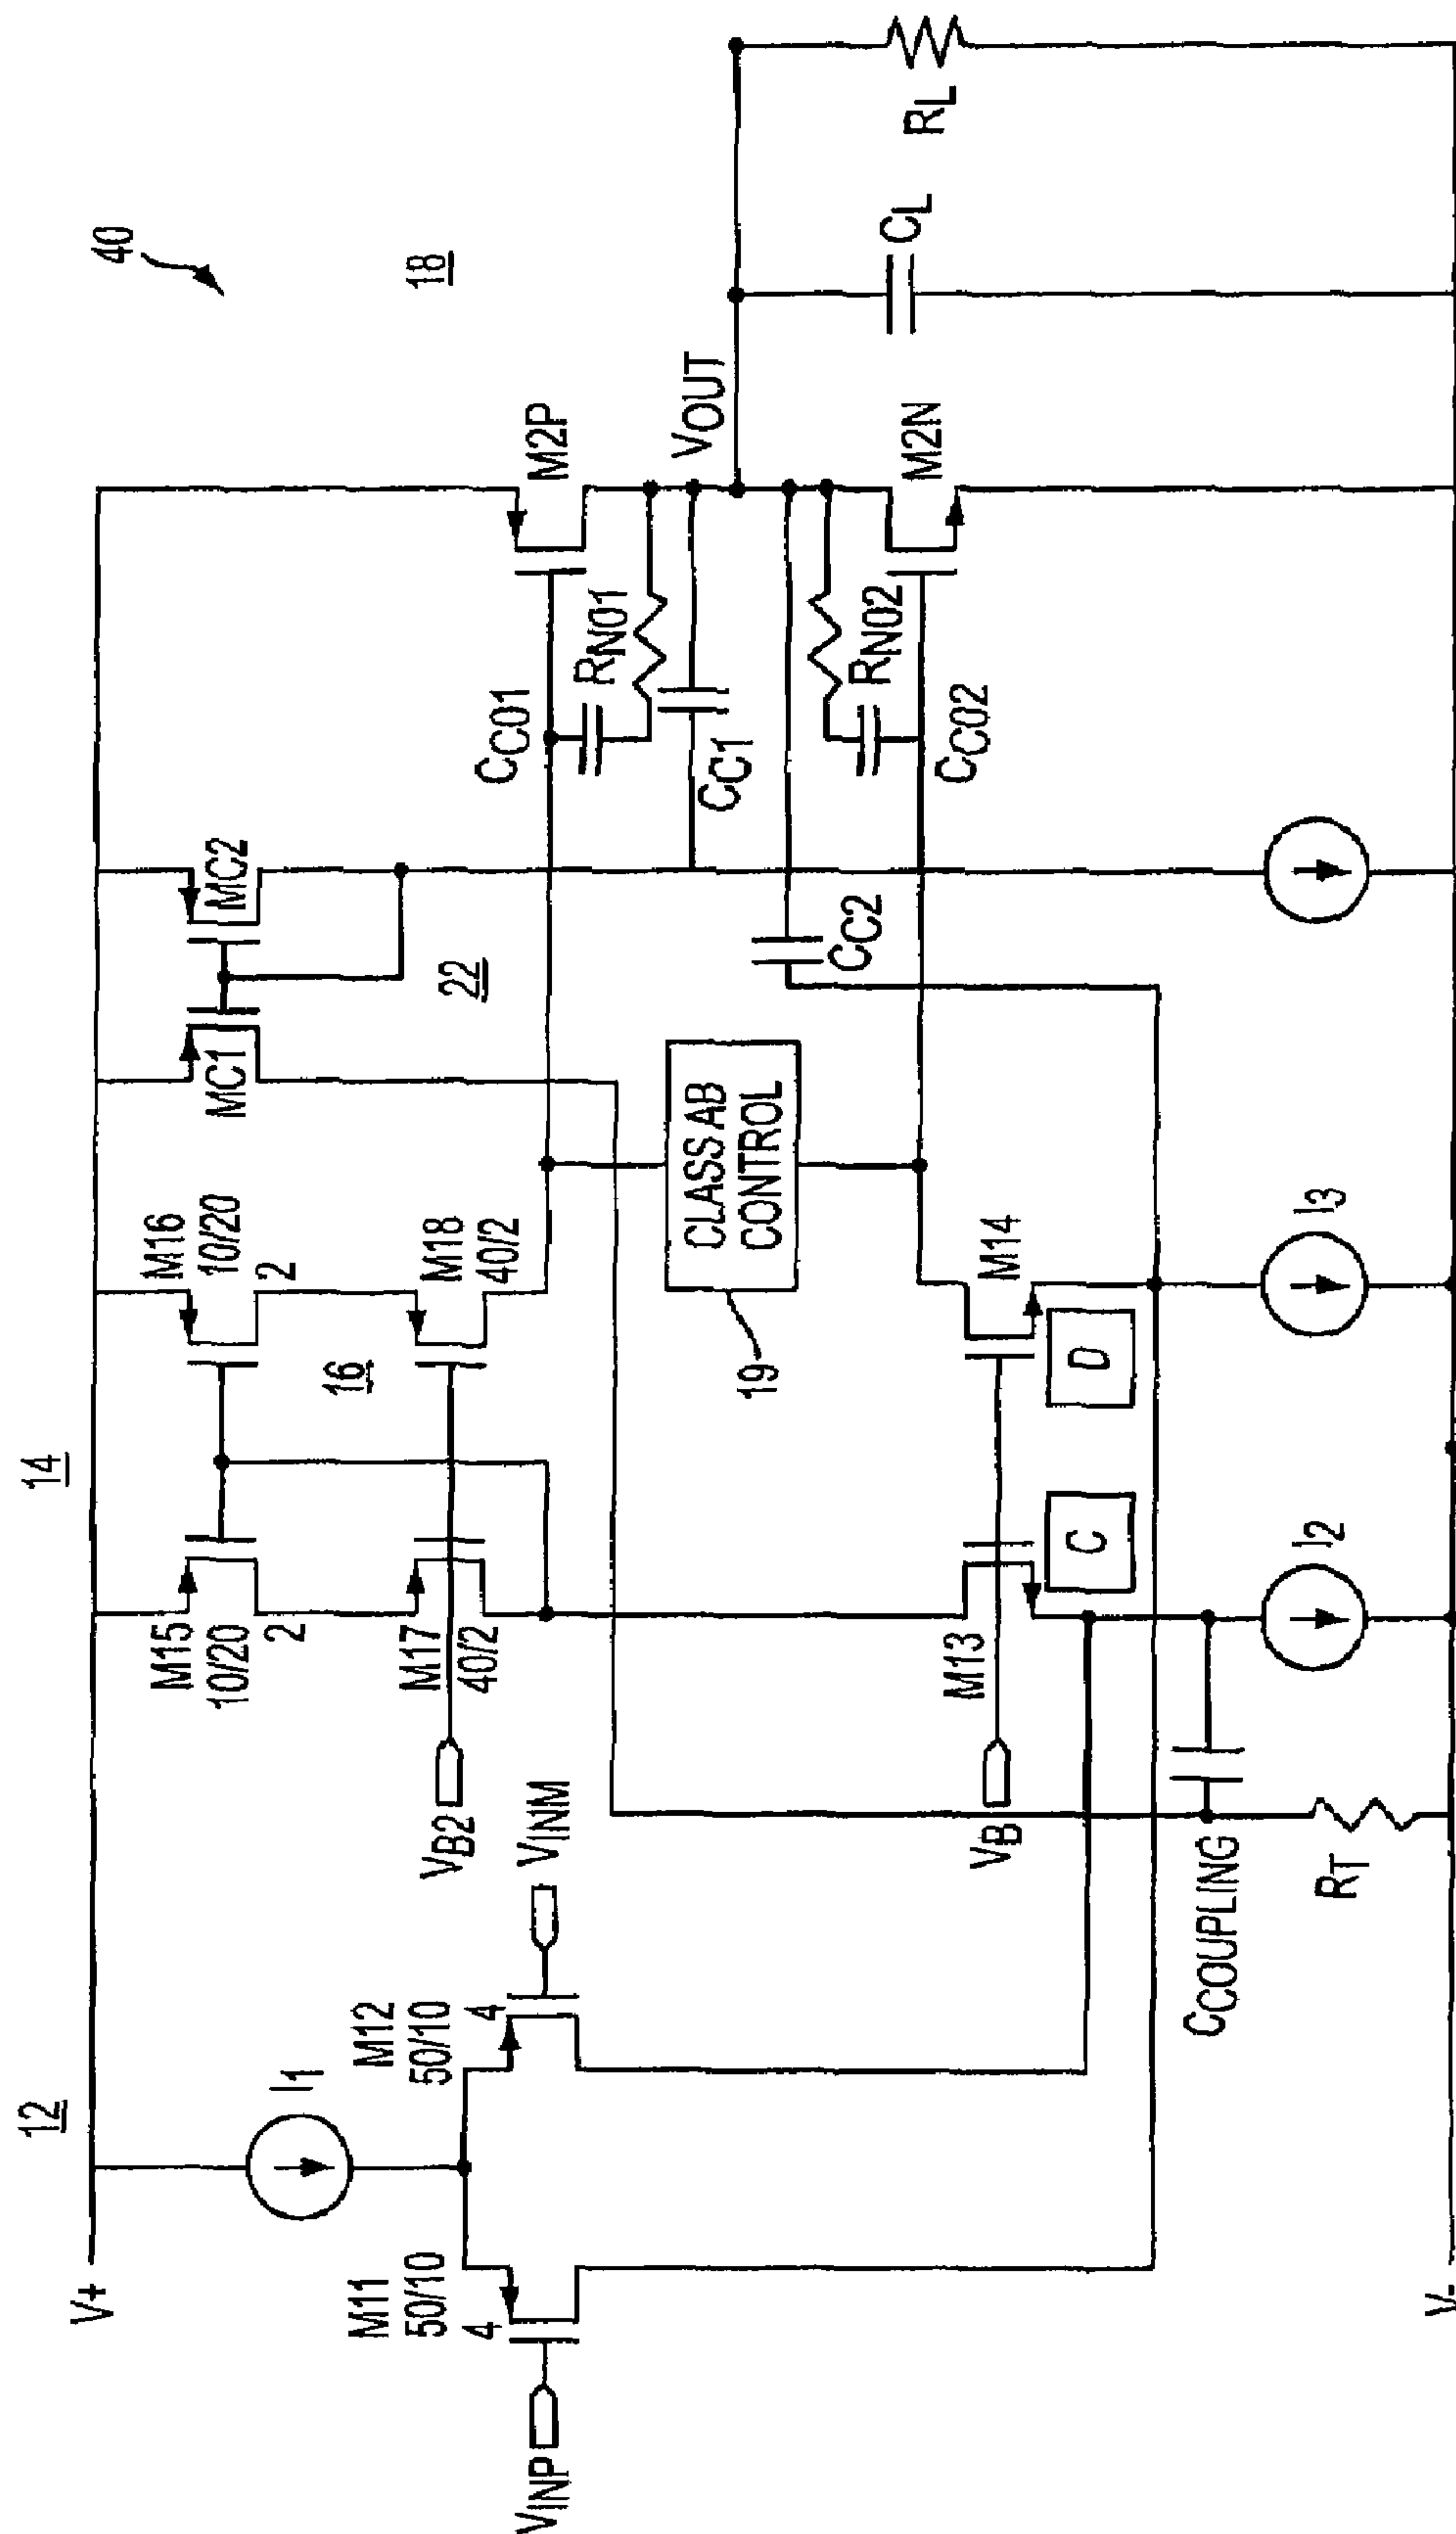 40
12
14
18
V+
I1
M11
50/10
4
M12
50/10
4
VINP
VINM
M15
10/20
2
M16
10/20
2
16
M17
40/2
M18
40/2
VB2
MC1
MC2
22
CLASS AB
CONTROL
19
M13
M14
C
D
VB
CCOUPLING
RT
I2
I3
M2P
CC01
RN01
CC1
VOUT
CC2
RN02
CC02
M2N
CL
RL
V-